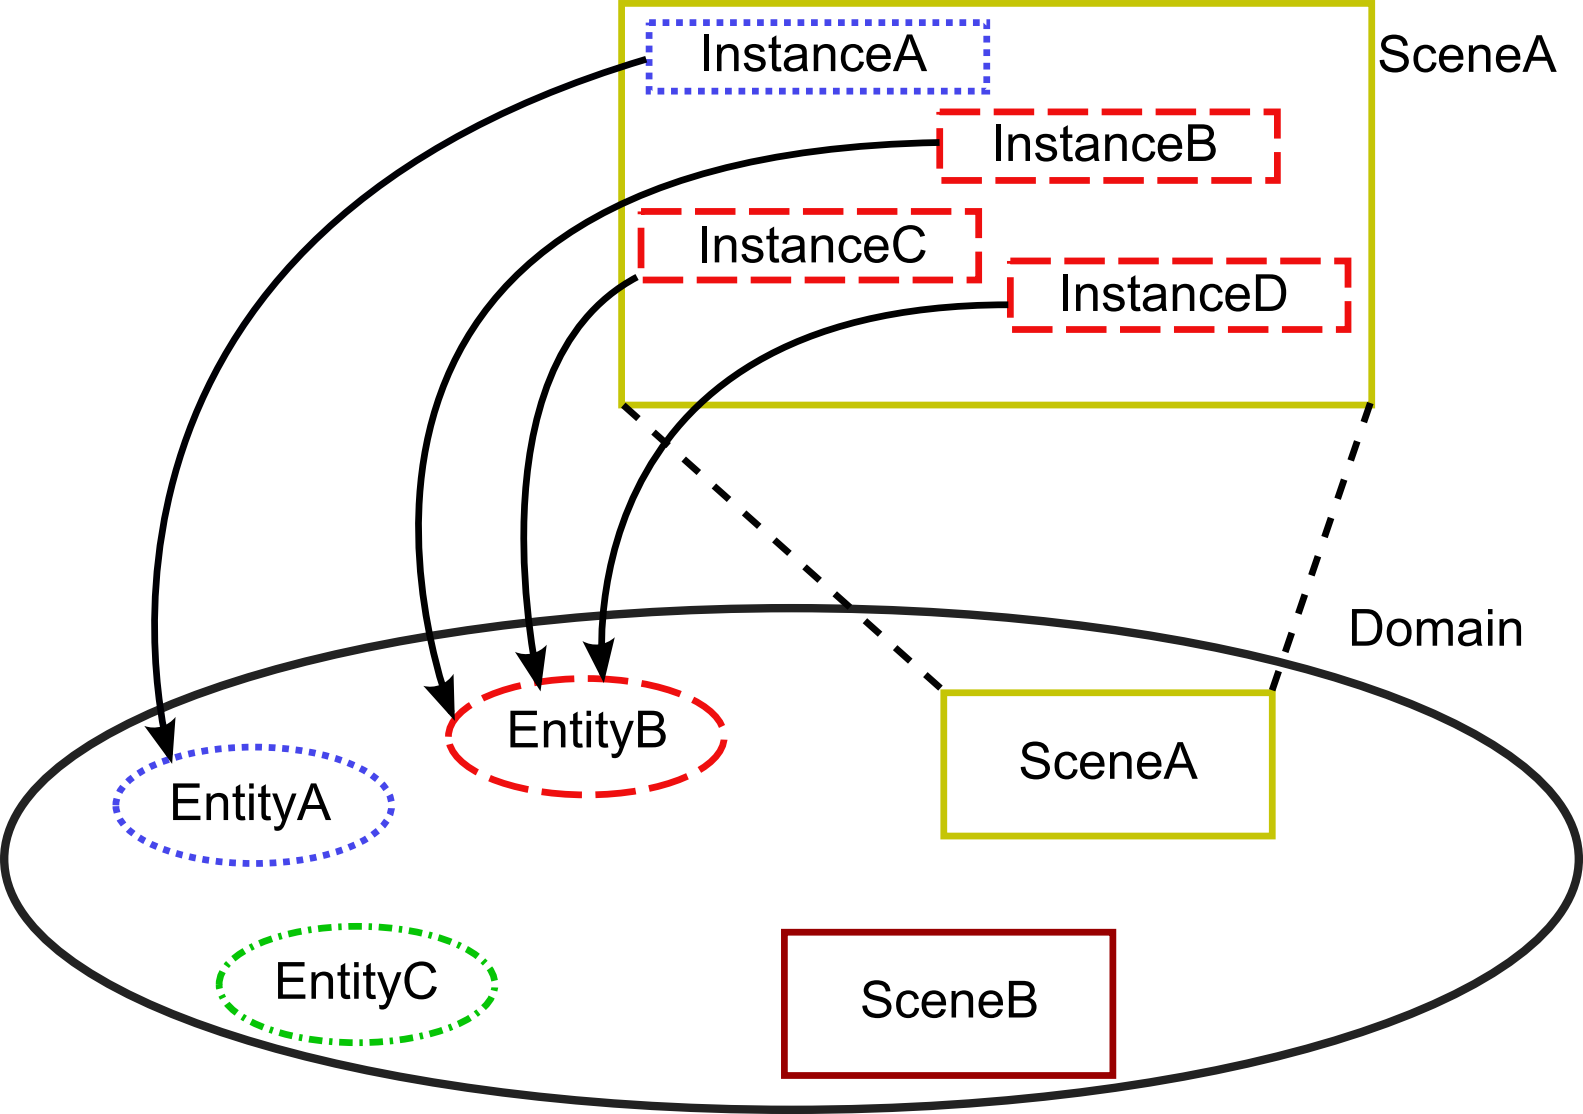 InstanceA
SceneA
InstanceB
InstanceC
InstanceD
Domain
EntityB
SceneA
EntityA
EntityC
SceneB